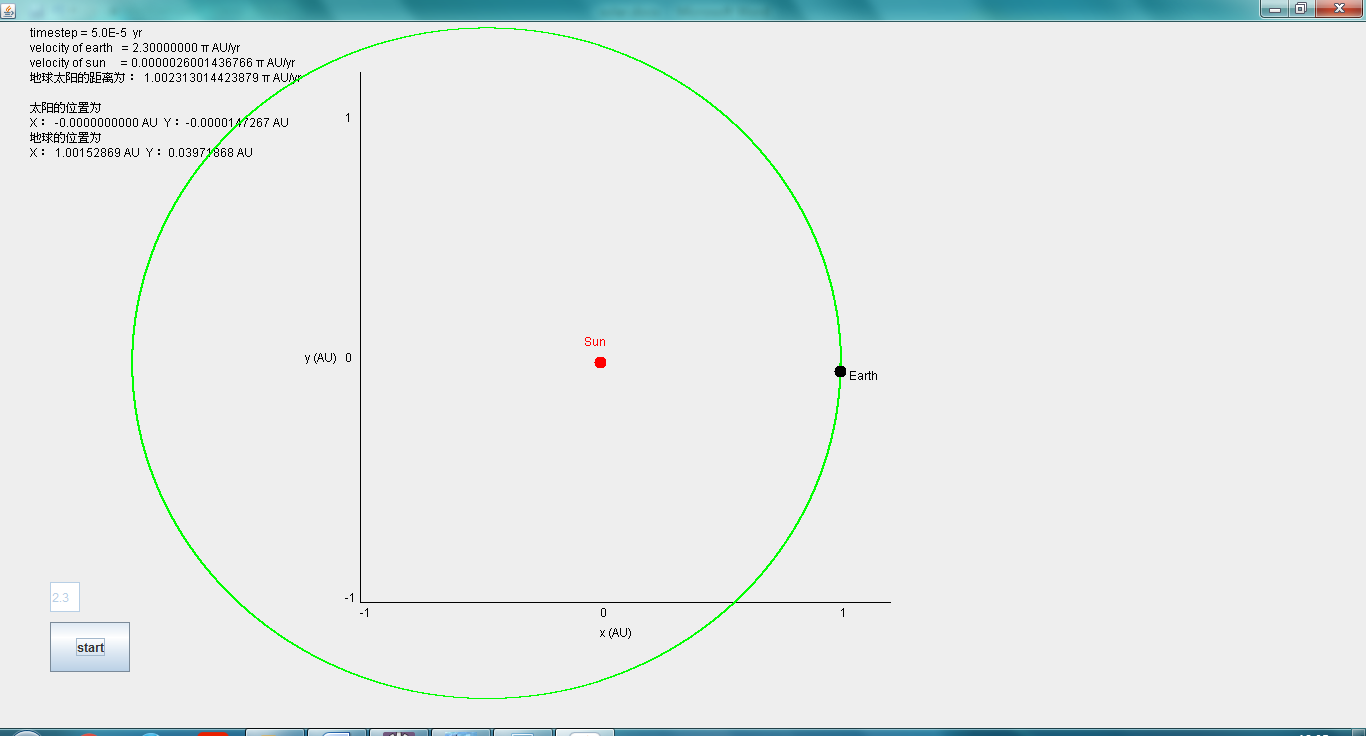 timestep = 5.0E-5 yr
velocity of earth = 2.30000000 π AU/yr
velocity of sun = 0.0000026001436766 π AU/yr
地球太阳的距离为： 1.002313014423879 π AU/yr
太阳的位置为
X： -0.0000000000 AU Y：-0.0000147267 AU
地球的位置为
X： 1.00152869 AU Y：0.03971868 AU
1
Sun
y (AU) 0
Earth
2.3
-1
-1 0 1
x (AU)
start